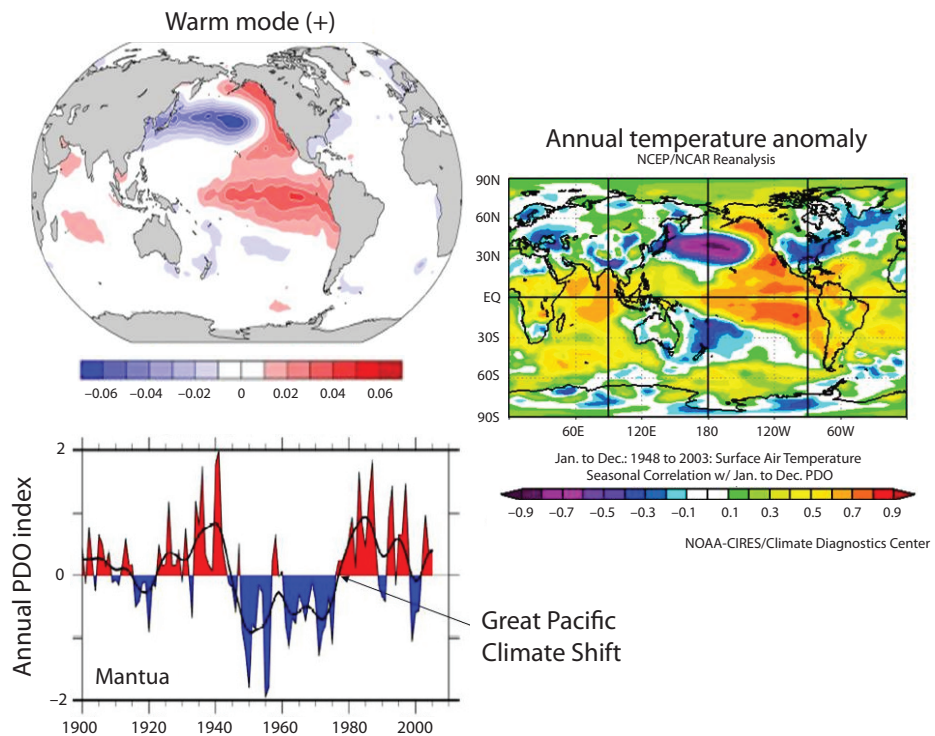 Warm mode (+)
−0.06 −0.04 −0.02 0 0.02 0.04 0.06
Annual temperature anomaly
NCEP/NCAR Reanalysis
90N
60N
30N
EQ
30S
60S
90S
60E 120E 180 120W 60W
Jan. to Dec.: 1948 to 2003: Surface Air Temperature
Seasonal Correlation w/ Jan. to Dec. PDO
−0.9 −0.7 −0.5 −0.3 −0.1 0.1 0.3 0.5 0.7 0.9
NOAA-CIRES/Climate Diagnostics Center
Annual PDO index
2
0
−2
Mantua
1900 1920 1940 1960 1980 2000
Great Pacific
Climate Shift